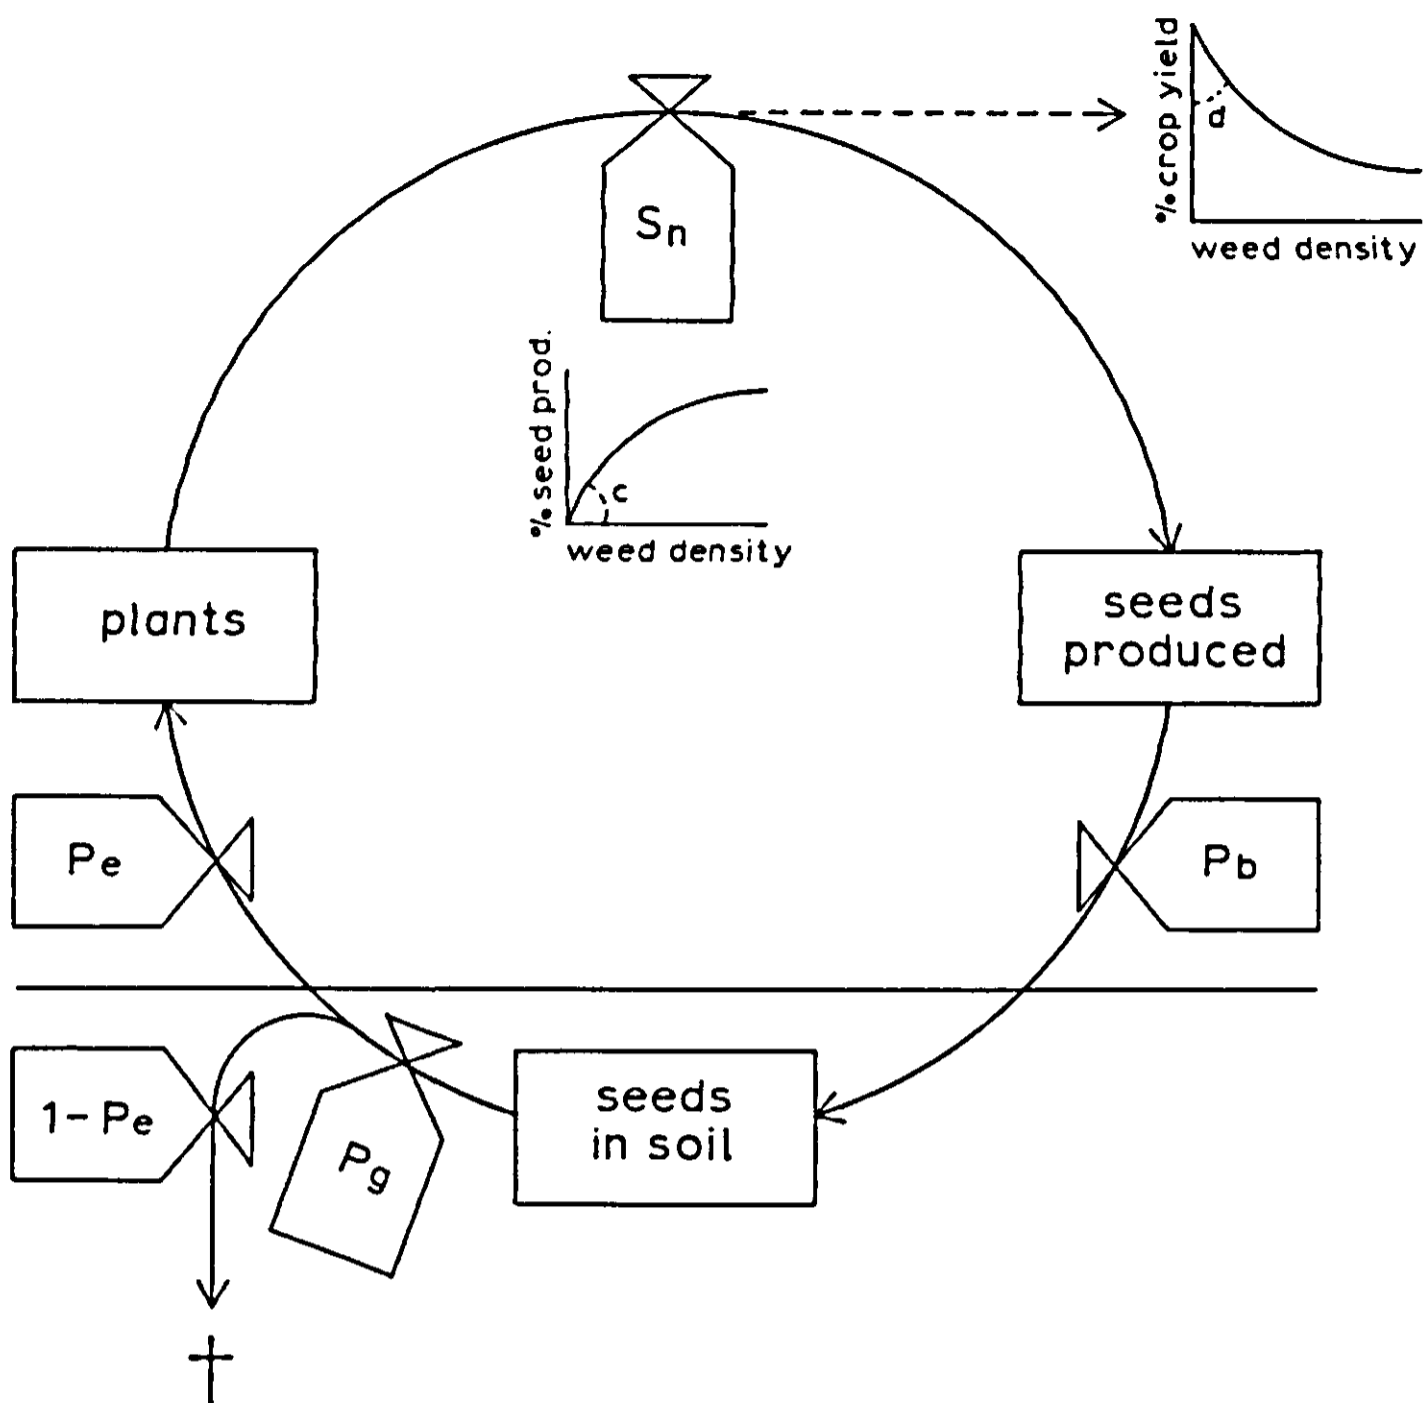 % crop yield
d
weed density
Sn
% seed prod.
c
weed density
plants
seeds
produced
Pe
Pb
1-Pe
Pg
seeds
in soil